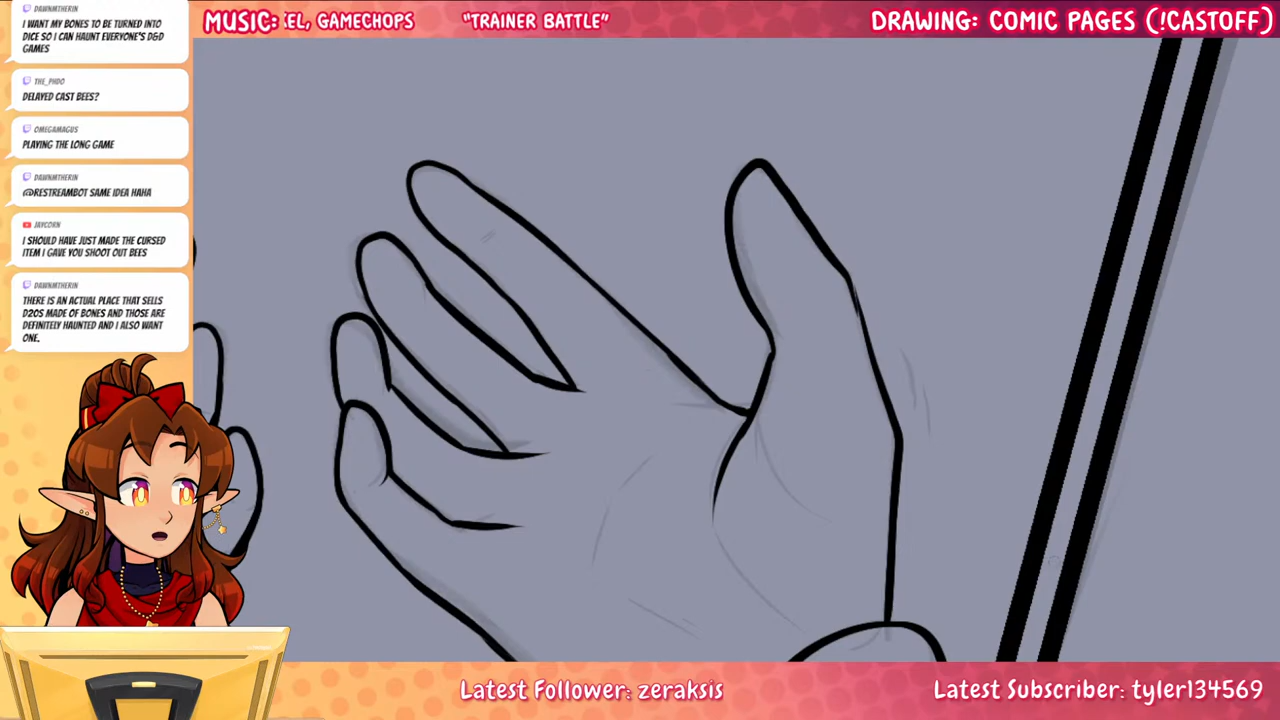 MUSIC: EL, GAMECHOPS "TRAINER BATTLE"
DRAWING: COMIC PAGES (!CASTOFF)
DAWNMTHERIN
I WANT MY BONES TO BE TURNED INTO
DICE SO I CAN HAUNT EVERYONE'S D&D
GAMES
THE_PHDO
DELAYED CAST BEES?
OMEGAMAGUS
PLAYING THE LONG GAME
DAWNMTHERIN
@RESTREAMBOT SAME IDEA HAHA
JAYCORN
I SHOULD HAVE JUST MADE THE CURSED
ITEM I GAVE YOU SHOOT OUT BEES
DAWNMTHERIN
THERE IS AN ACTUAL PLACE THAT SELLS
D20S MADE OF BONES AND THOSE ARE
DEFINITELY HAUNTED AND I ALSO WANT
ONE.
Latest Follower: zeraksis
Latest Subscriber: tyler134569